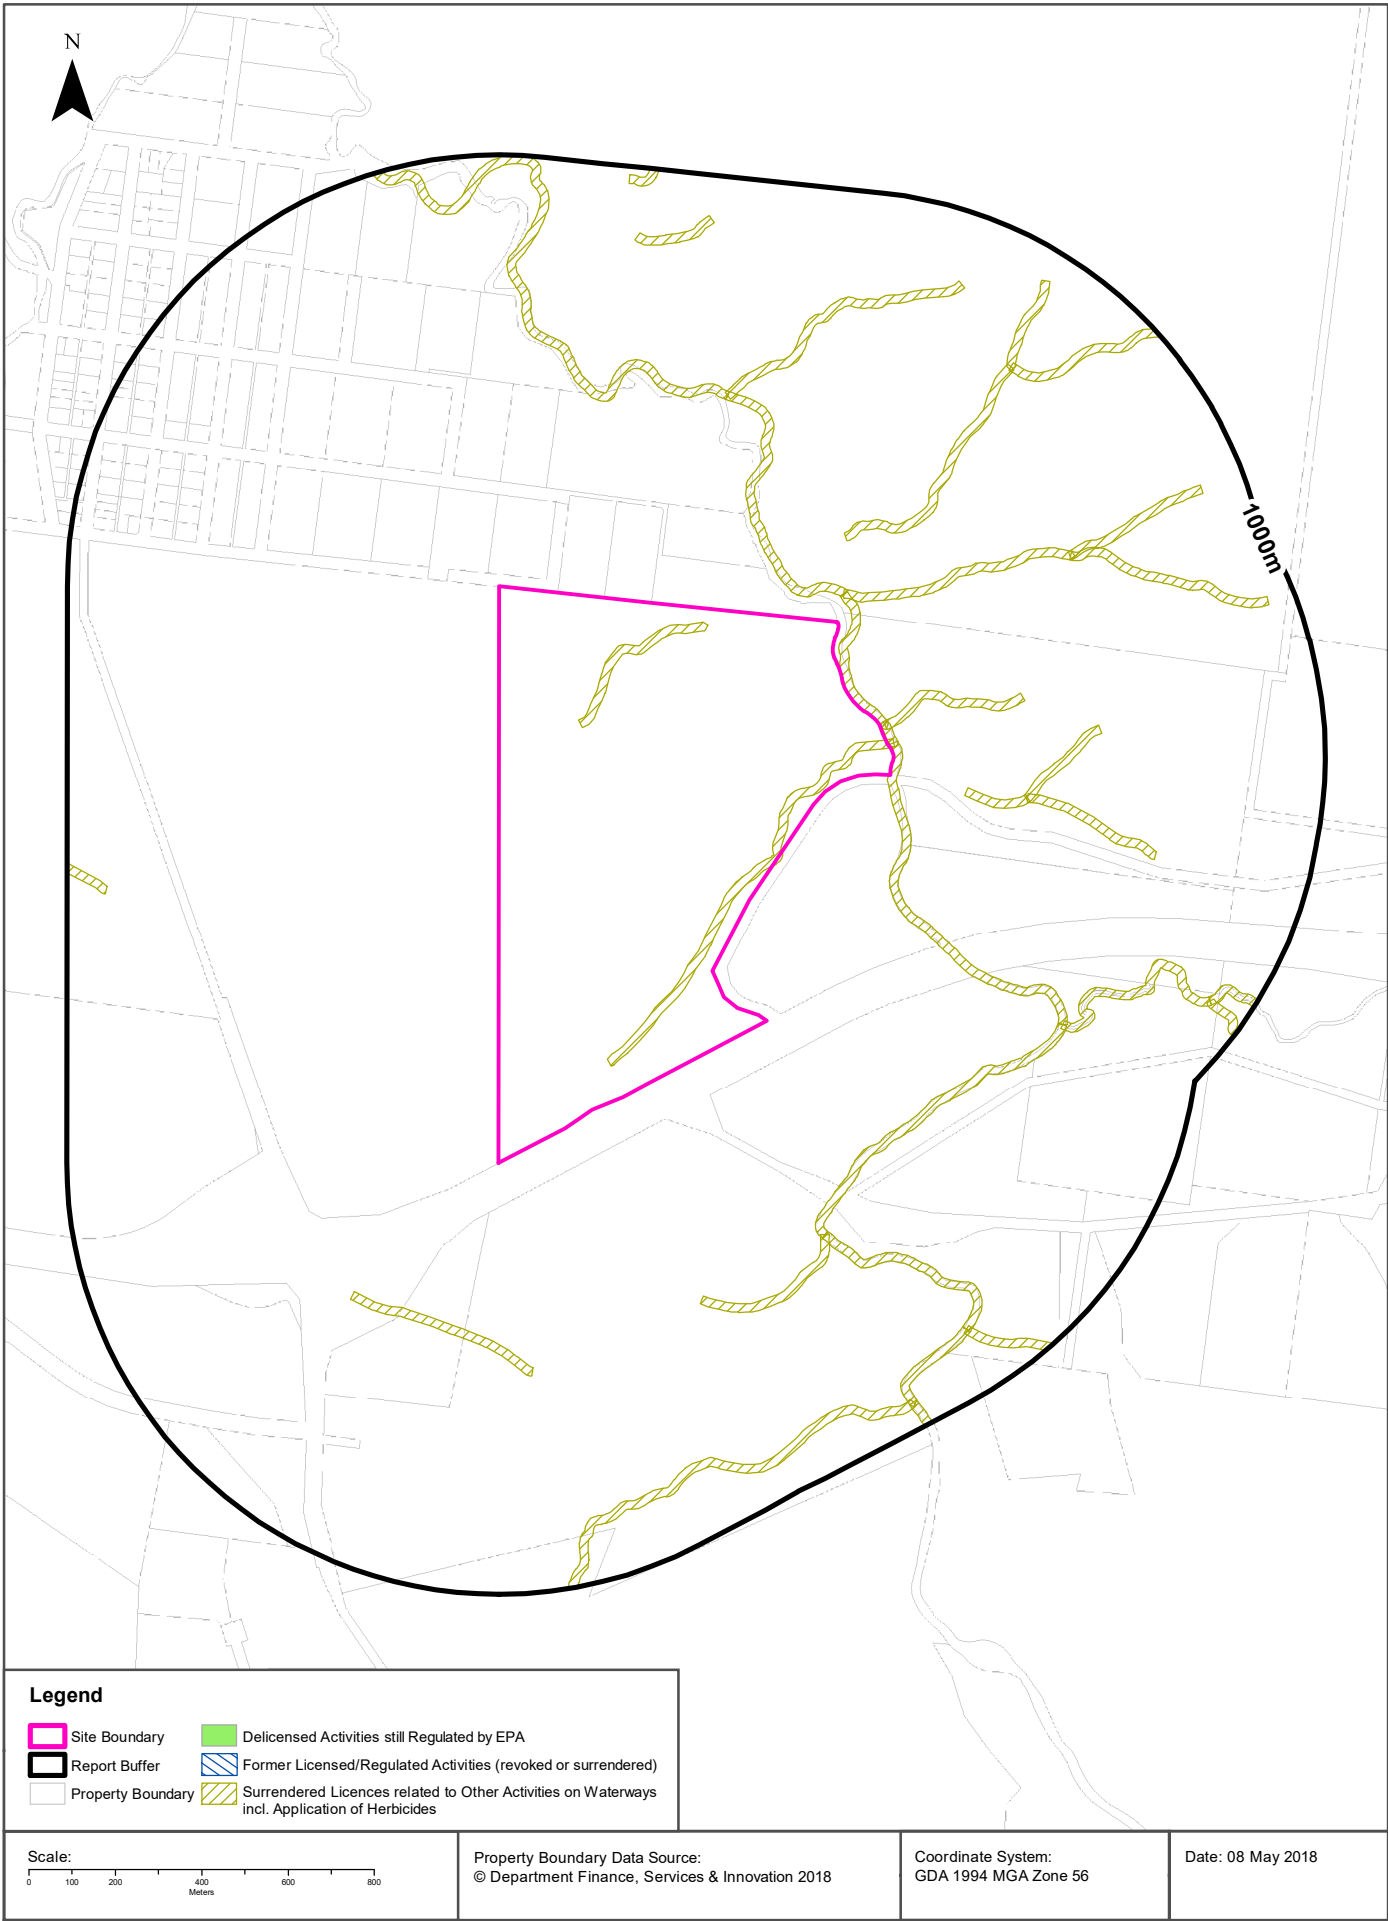 N
1000m
Legend
Site Boundary
Report Buffer
Property Boundary
Delicensed Activities still Regulated by EPA
Former Licensed/Regulated Activities (revoked or surrendered)
Surrendered Licences related to Other Activities on Waterways
incl. Application of Herbicides
Scale:
0 100 200 400 600 800
Meters
Property Boundary Data Source:
© Department Finance, Services & Innovation 2018
Coordinate System:
GDA 1994 MGA Zone 56
Date: 08 May 2018